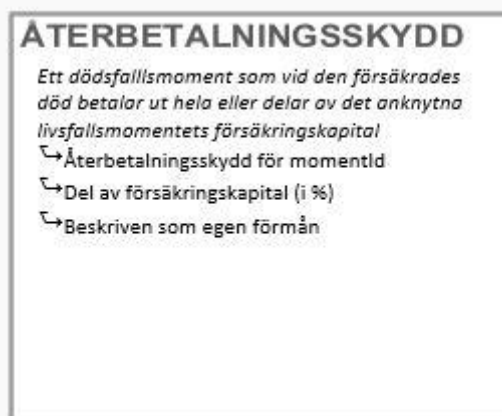 ÅTERBETALNINGSSKYDD
Ett dödsfalllsmoment som vid den försäkrades
död betalar ut hela eller delar av det anknytna
livsfallsmomentets försäkringskapital
Återbetalningsskydd för momentId
Del av försäkringskapital (i %)
Beskriven som egen förmån